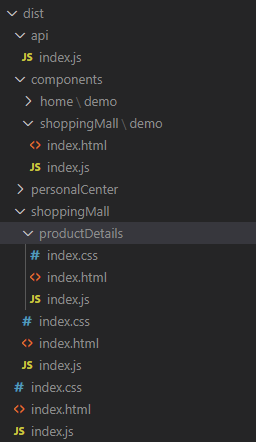 dist
api
JS index.js
components
home \ demo
shoppingMall \ demo
<> index.html
JS index.js
personalCenter
shoppingMall
productDetails
# index.css
<> index.html
JS index.js
# index.css
<> index.html
JS index.js
# index.css
<> index.html
JS index.js